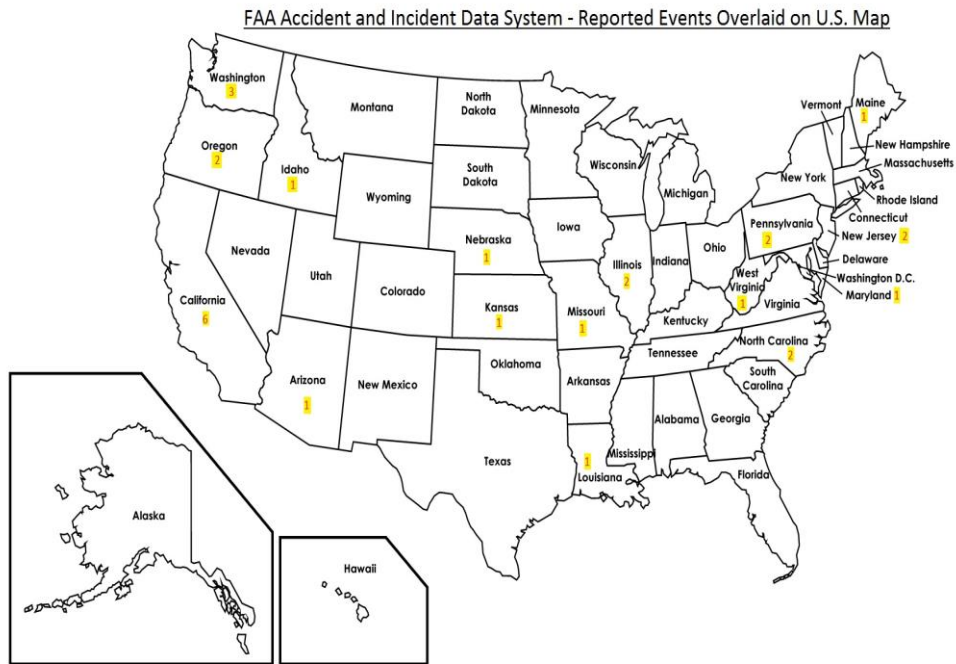 FAA Accident and Incident Data System - Reported Events Overlaid on U.S. Map
Washington
3
Oregon
2
Idaho
1
Montana
North
Dakota
South
Dakota
Minnesota
Wisconsin
Michigan
Wyoming
Nebraska
1
Iowa
Nevada
Utah
Colorado
California
6
Kansas
1
Missouri
1
Illinois
2
Indiana
Ohio
Kentucky
West
Virginia
1
Virginia
Pennsylvania
2
New York
Vermont
Maine
1
New Hampshire
Massachusetts
Rhode Island
Connecticut
New Jersey 2
Delaware
Washington D.C.
Maryland 1
North Carolina
2
South
Carolina
Tennessee
Arizona
1
New Mexico
Oklahoma
Arkansas
Texas
1
Louisiana
Mississippi
Alabama
Georgia
Florida
Alaska
Hawaii